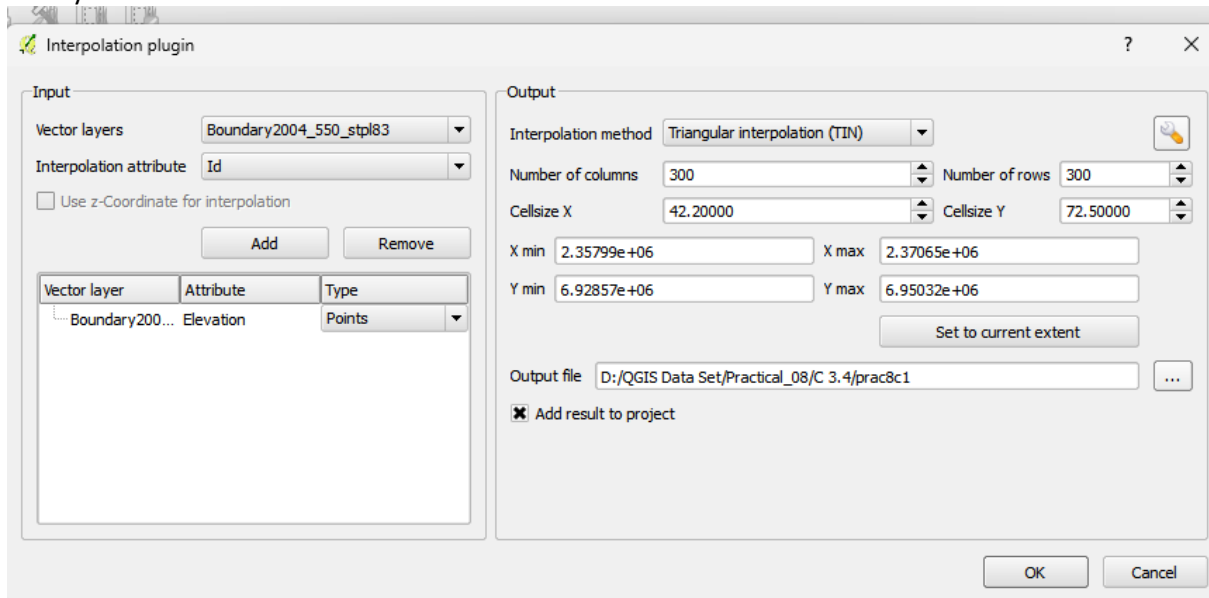 Interpolation plugin ?
Input
Vector layers Boundary2004_550_stpl83
Interpolation attribute Id
Use z-Coordinate for interpolation
Add Remove
Vector layer Attribute Type
Boundary200... Elevation Points
Output
Interpolation method Triangular interpolation (TIN)
Number of columns 300 Number of rows 300
Cellsize X 42.20000 Cellsize Y 72.50000
X min 2.35799e+06 X max 2.37065e+06
Y min 6.92857e+06 Y max 6.95032e+06
Set to current extent
Output file D:/QGIS Data Set/Practical_08/C 3.4/prac8c1 ...
Add result to project
OK Cancel